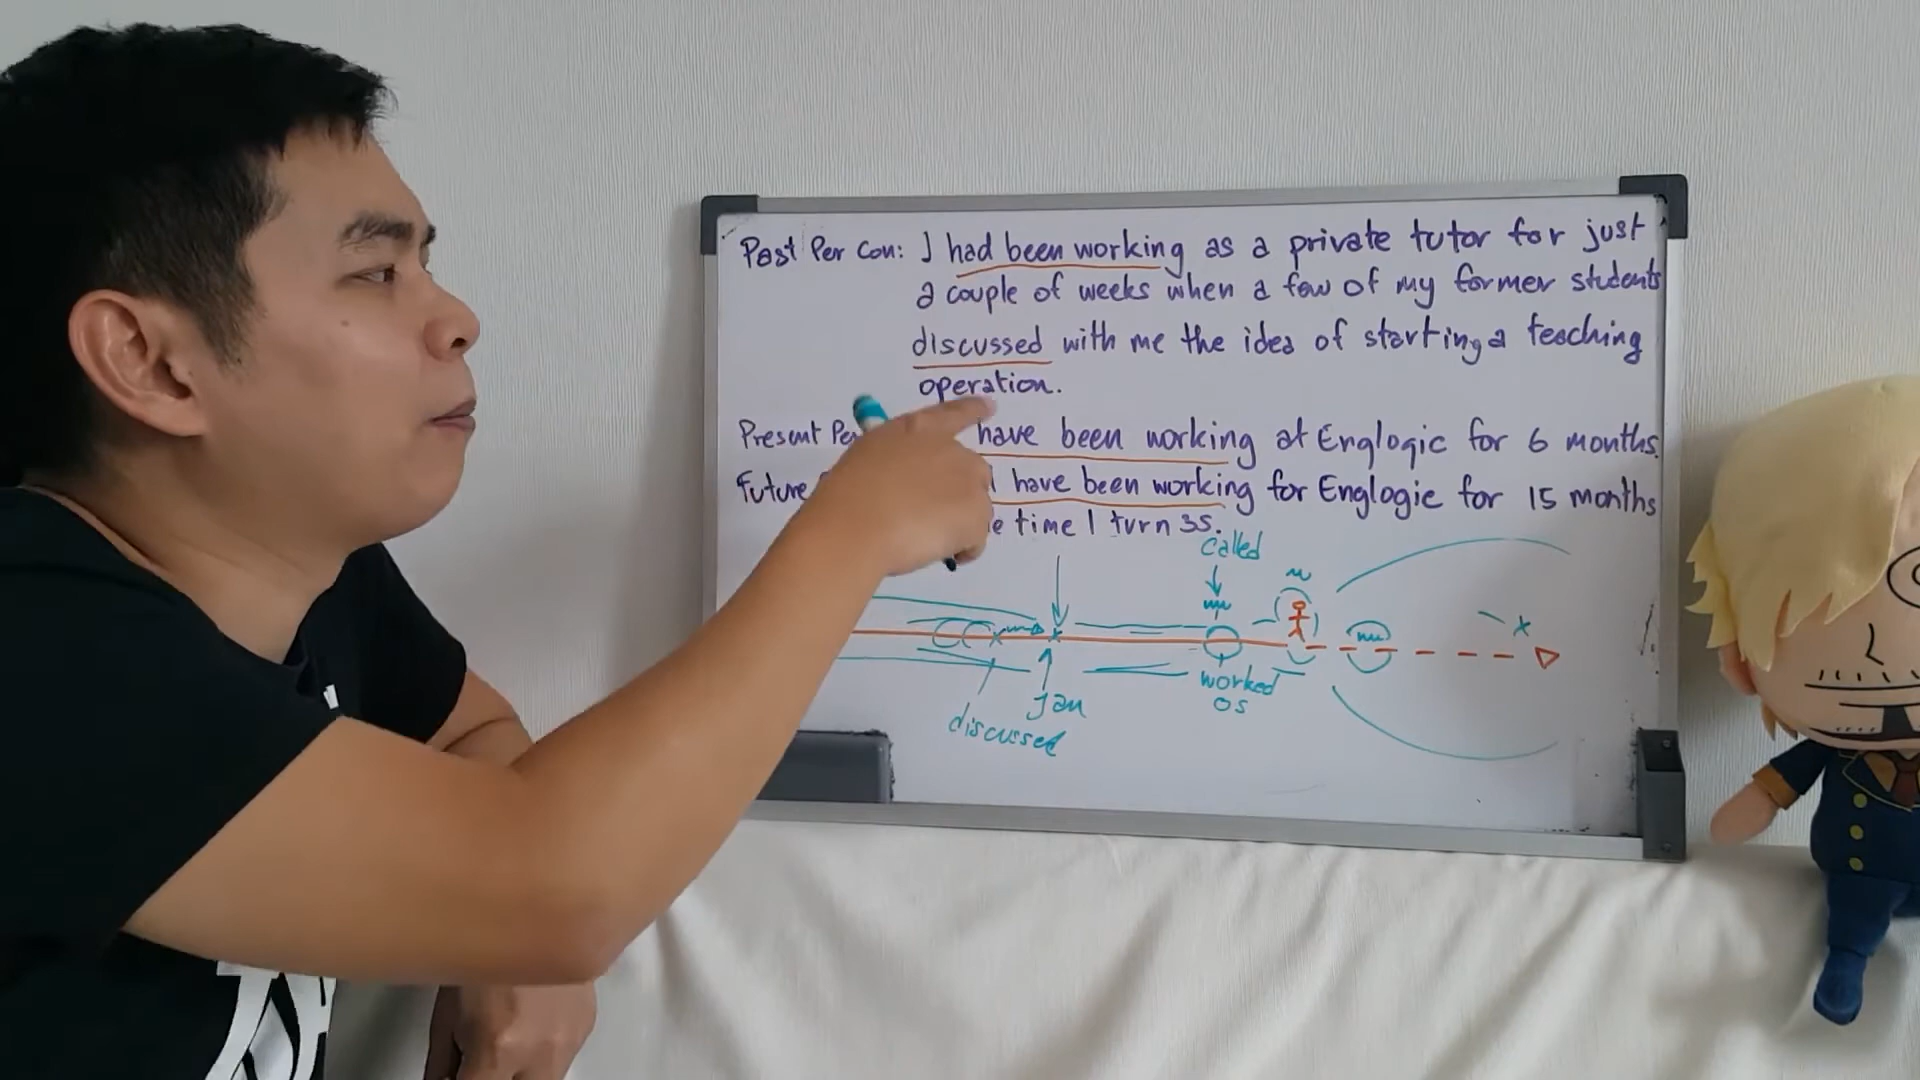 Past Per Con: I had been working as a private tutor for just
a couple of weeks when a few of my former students
discussed with me the idea of starting a teaching
operation.
Present Per have been working at Englogic for 6 months.
Future have been working for Englogic for 15 months
time I turn 35.
called
worked
os
Jan
discussed